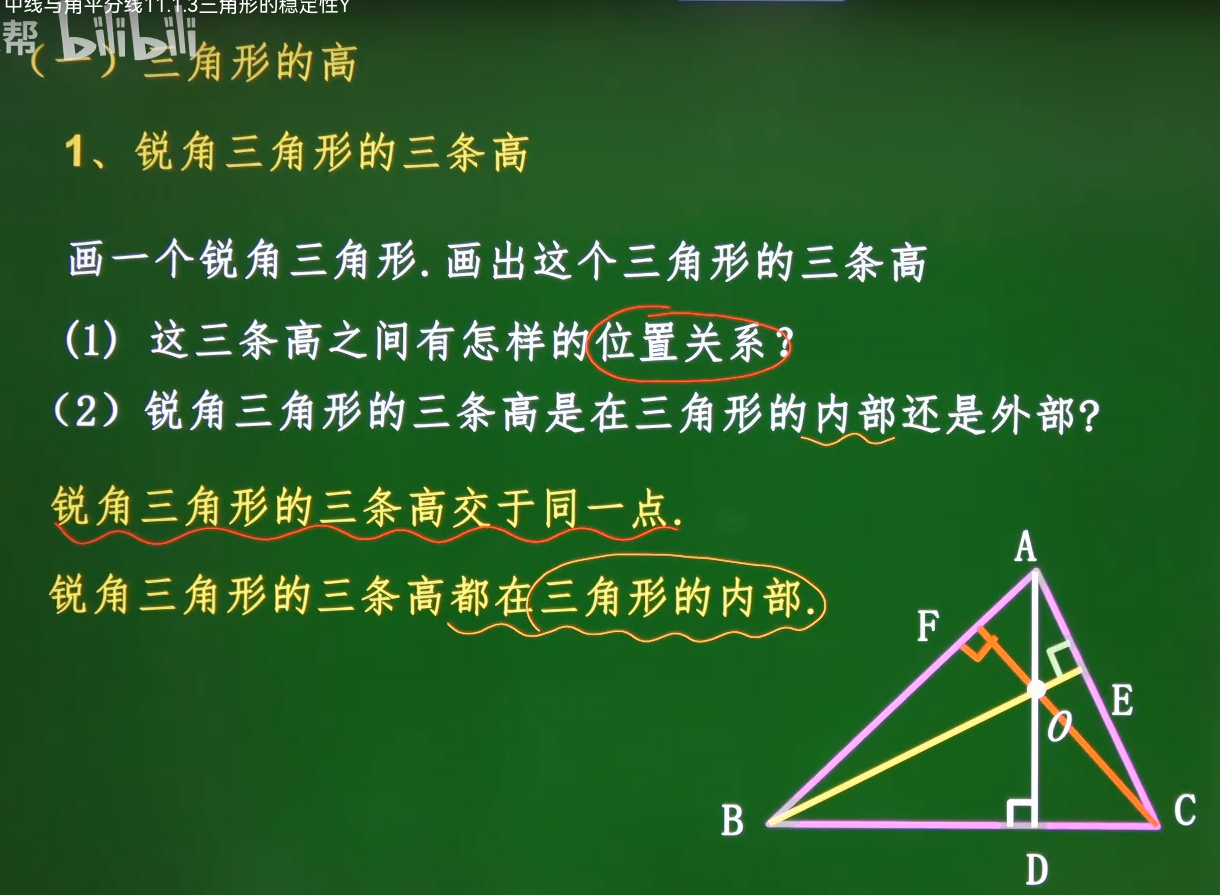 中线与角平分线11.1.3三角形的稳定性Y
帮 bilibili
（一）三角形的高
1、锐角三角形的三条高
画一个锐角三角形.画出这个三角形的三条高
(1) 这三条高之间有怎样的位置关系?
（2）锐角三角形的三条高是在三角形的内部还是外部?
锐角三角形的三条高交于同一点.
锐角三角形的三条高都在三角形的内部.
A
F
E
O
B
C
D